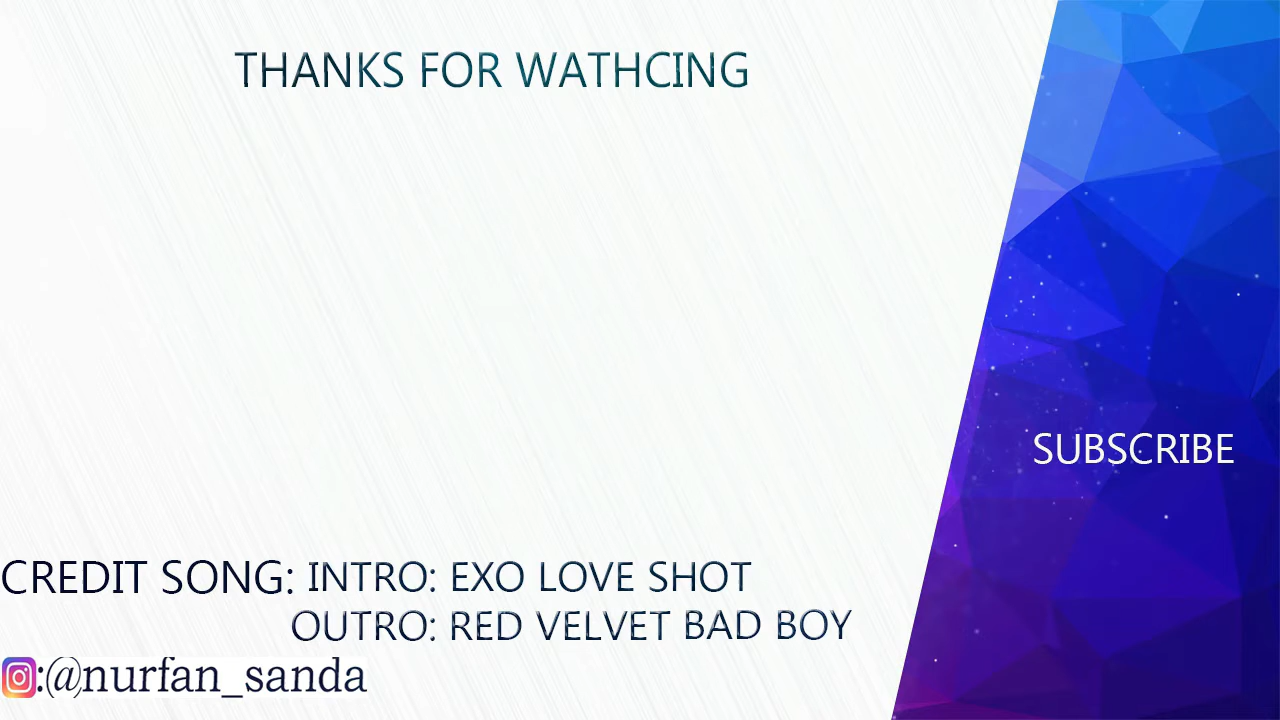 THANKS FOR WATHCING
SUBSCRIBE
CREDIT SONG: INTRO: EXO LOVE SHOT
OUTRO: RED VELVET BAD BOY
:@nurfan_sanda